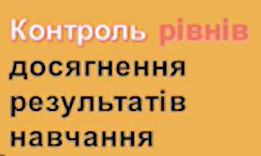 Контроль рівнів
досягнення
результатів
навчання